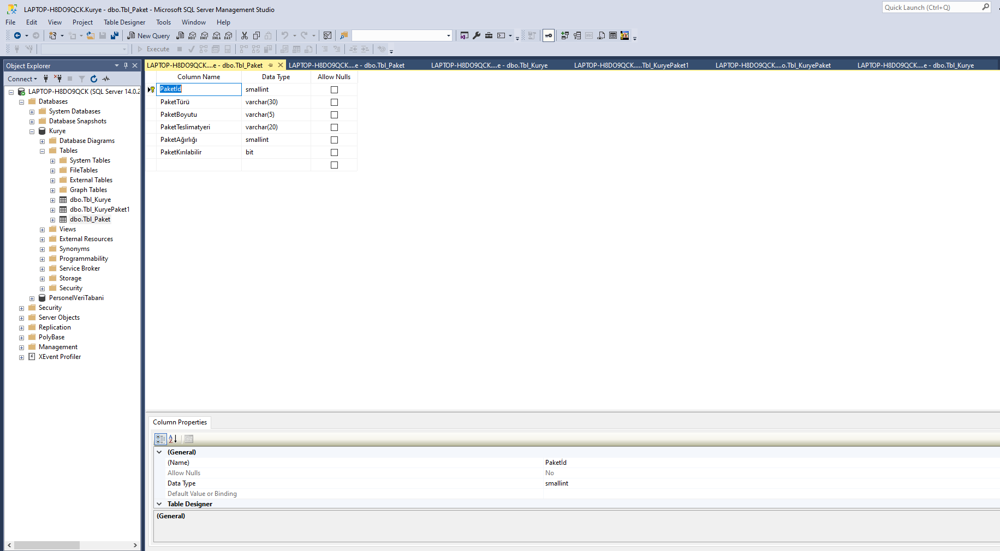 LAPTOP-H8DO9QCK.Kurye - dbo.Tbl_Paket - Microsoft SQL Server Management Studio
Quick Launch (Ctrl+Q)
File Edit View Project Table Designer Tools Window Help
New Query MDX DMX XMLA DAX
Execute
Object Explorer
LAPTOP-H8DO9QCK....e - dbo.Tbl_Paket LAPTOP-H8DO9QCK....e - dbo.Tbl_Paket LAPTOP-H8DO9QCK....e - dbo.Tbl_Kurye LAPTOP-H8DO9QCK.....Tbl_KuryePaket1 LAPTOP-H8DO9QCK....o.Tbl_KuryePaket LAPTOP-H8DO9QCK....e - dbo.Tbl_Kurye
Connect
LAPTOP-H8DO9QCK (SQL Server 14.0.2
Databases
System Databases
Database Snapshots
Kurye
Database Diagrams
Tables
System Tables
FileTables
External Tables
Graph Tables
dbo.Tbl_Kurye
dbo.Tbl_KuryePaket1
dbo.Tbl_Paket
Views
External Resources
Synonyms
Programmability
Service Broker
Storage
Security
PersonelVeriTabani
Security
Server Objects
Replication
PolyBase
Management
XEvent Profiler
Column Name Data Type Allow Nulls
Paketİd smallint
PaketTürü varchar(30)
PaketBoyutu varchar(5)
PaketTeslimatyeri varchar(20)
PaketAğırlığı smallint
PaketKırılabilir bit
Column Properties
(General)
(Name) Paketİd
Allow Nulls No
Data Type smallint
Default Value or Binding
Table Designer
(General)